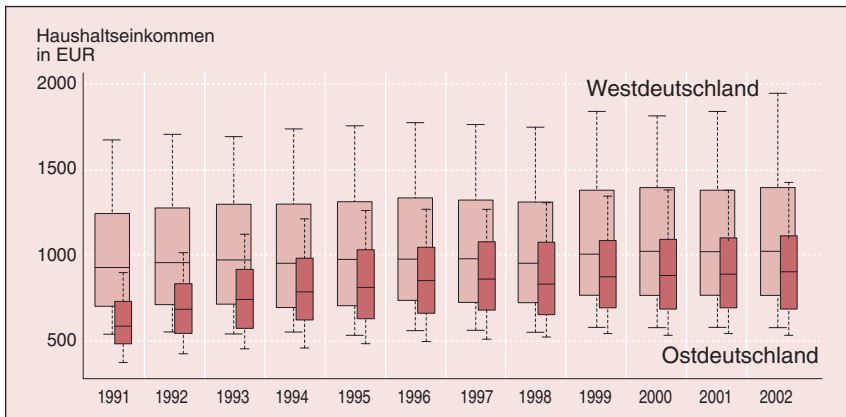 Haushaltseinkommen
in EUR
2000
Westdeutschland
1500
1000
500
Ostdeutschland
1991 1992 1993 1994 1995 1996 1997 1998 1999 2000 2001 2002